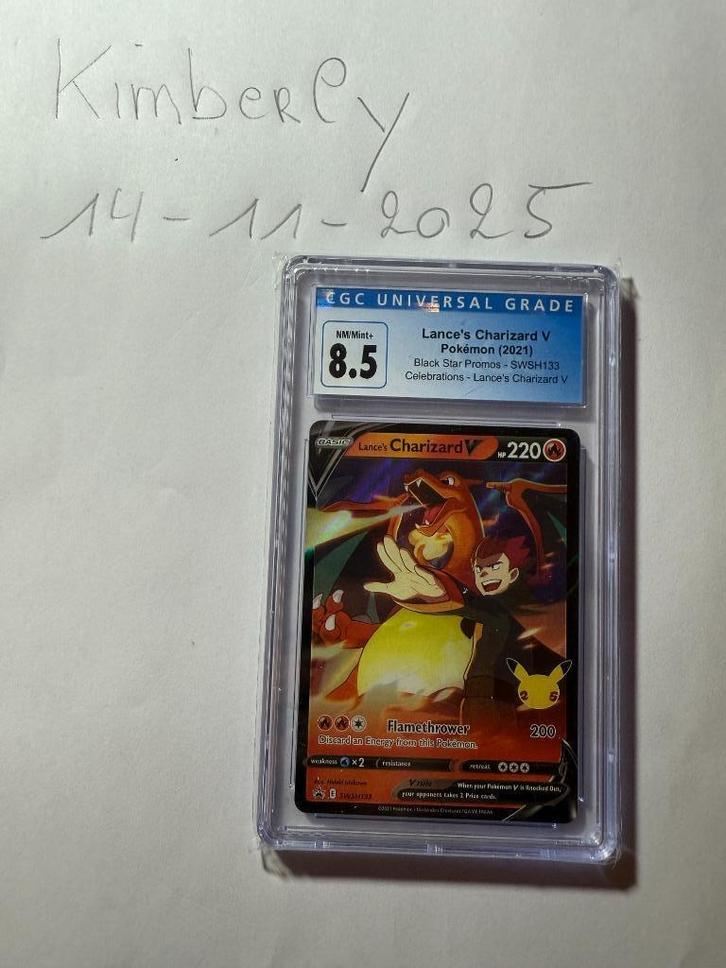 Kimberly
14-11-2025
CGC UNIVERSAL GRADE
NM/Mint+
8.5
Lance's Charizard V
Pokémon (2021)
Black Star Promos - SWSH133
Celebrations - Lance's Charizard V
BASIC
Lance's Charizard V
HP 220
25
Flamethrower
200
Discard an Energy from this Pokémon.
weakness ×2 resistance retreat
V rule
When your Pokémon V is Knocked Out,
your opponent takes 2 Prize cards.
SWSH133